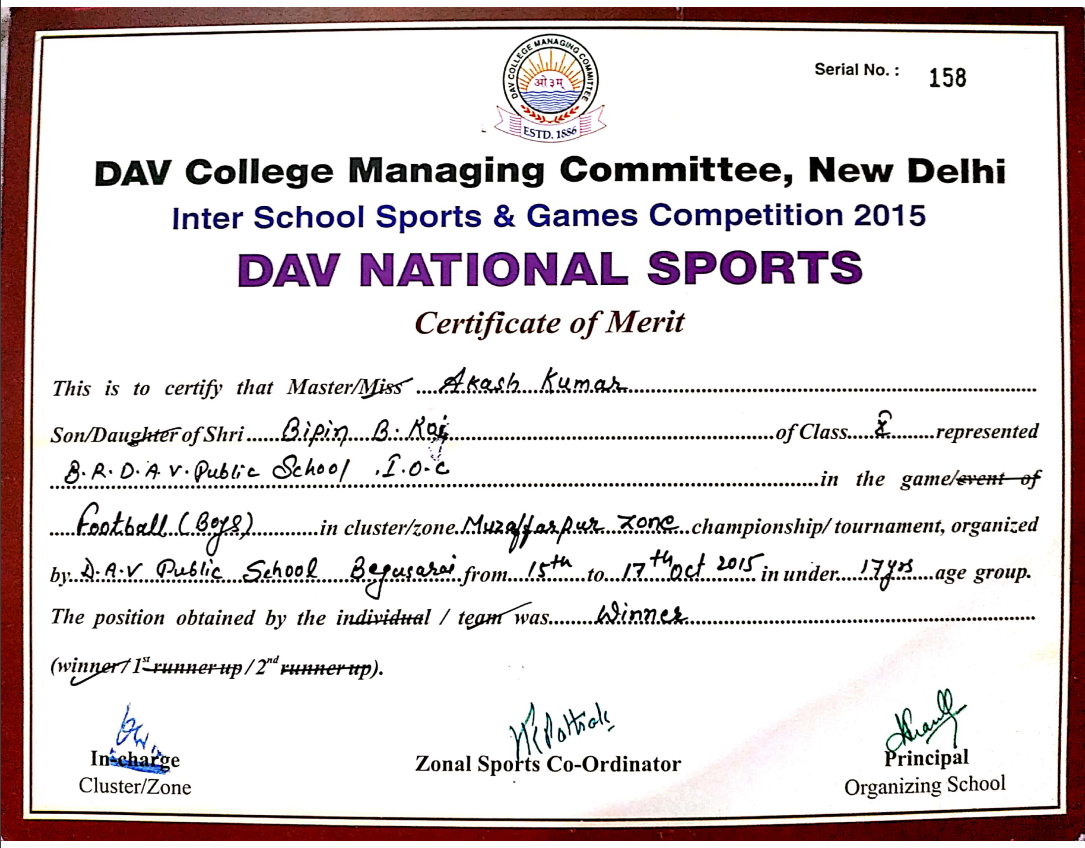 DAV COLLEGE MANAGING COMMITTEE
ओ३म्
ESTD. 1886
Serial No. : 158
DAV College Managing Committee, New Delhi
Inter School Sports & Games Competition 2015
DAV NATIONAL SPORTS
Certificate of Merit
This is to certify that Master/Miss Akash Kumar
Son/Daughter of Shri Bipin B. Raj of Class X represented
B. R. D. A. V. Public School . I. O. C in the game/event of
Football (Boys) in cluster/zone Muzaffarpur Zone championship/ tournament, organized
by D.A.V Public School Begusarai from 15th to 17th Oct 2015 in under 17yrs age group.
The position obtained by the individual / team was Winner
(winner/1st runner up / 2nd runner up).
In-charge
Cluster/Zone
Zonal Sports Co-Ordinator
Principal
Organizing School